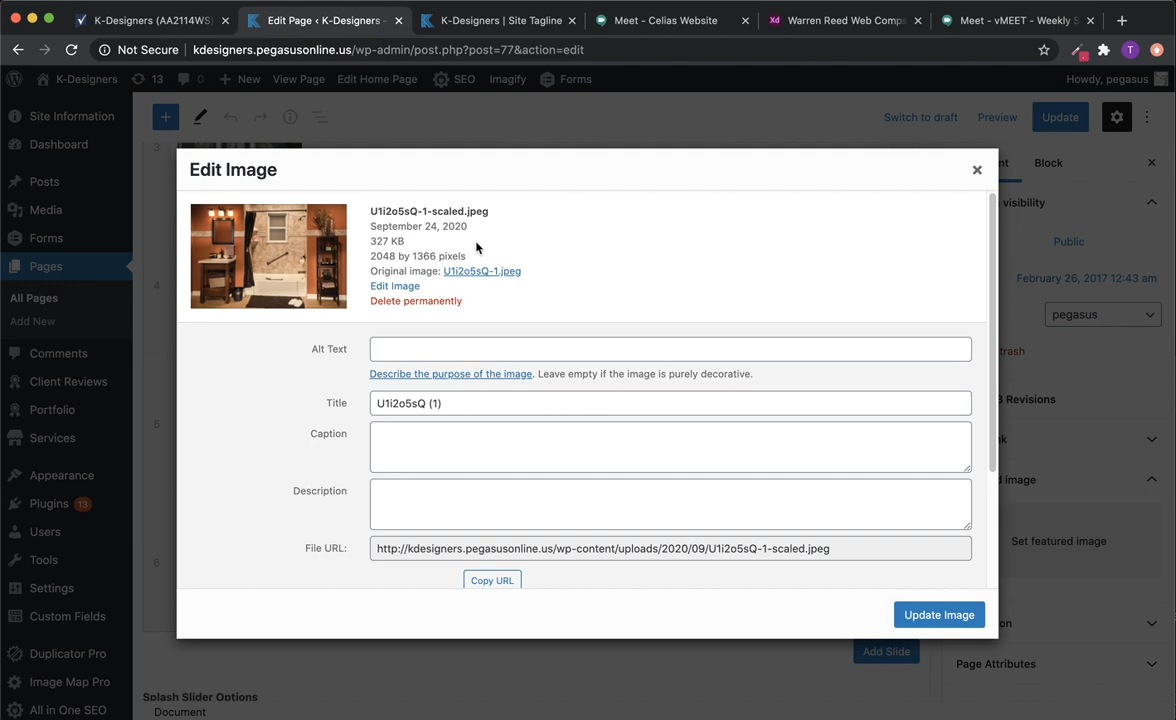 K-Designers (AA2114WS)
Edit Page ‹ K-Designers -
K-Designers | Site Tagline
Meet - Celias Website
Xd
Warren Reed Web Comps
Meet - vMEET - Weekly S
Not Secure
kdesigners.pegasusonline.us/wp-admin/post.php?post=77&action=edit
T
K-Designers
13
0
New
View Page
Edit Home Page
SEO
Imagify
Forms
Howdy, pegasus
Site Information
Dashboard
Posts
Media
Forms
Pages
All Pages
Add New
Comments
Client Reviews
Portfolio
Services
Appearance
Plugins 13
Users
Tools
Settings
Custom Fields
Duplicator Pro
Image Map Pro
All in One SEO
Switch to draft
Preview
Update
3
4
5
6
Edit Image
U1i2o5sQ-1-scaled.jpeg
September 24, 2020
327 KB
2048 by 1366 pixels
Original image: U1i2o5sQ-1.jpeg
Edit Image
Delete permanently
Alt Text
Describe the purpose of the image. Leave empty if the image is purely decorative.
Title
U1i2o5sQ (1)
Caption
Description
File URL:
http://kdesigners.pegasusonline.us/wp-content/uploads/2020/09/U1i2o5sQ-1-scaled.jpeg
Copy URL
Update Image
Block
visibility
Public
February 26, 2017 12:43 am
pegasus
trash
3 Revisions
image
Set featured image
Page Attributes
Add Slide
Splash Slider Options
Document